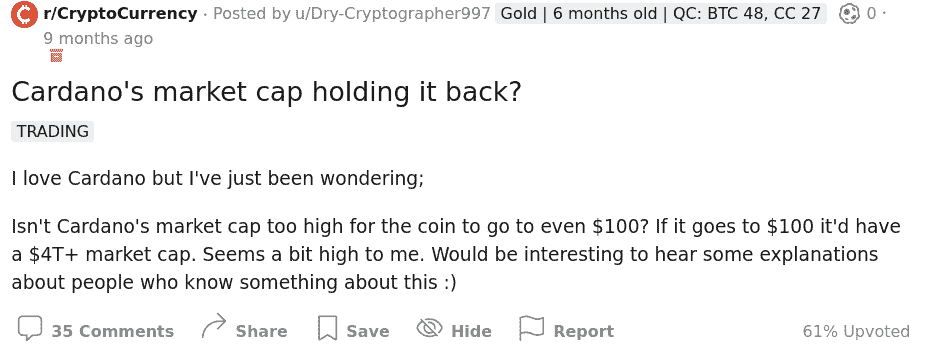 r/CryptoCurrency · Posted by u/Dry-Cryptographer997 Gold | 6 months old | QC: BTC 48, CC 27 0 ·
9 months ago
Cardano's market cap holding it back?
TRADING
I love Cardano but I've just been wondering;
Isn't Cardano's market cap too high for the coin to go to even $100? If it goes to $100 it'd have
a $4T+ market cap. Seems a bit high to me. Would be interesting to hear some explanations
about people who know something about this :)
35 Comments Share Save Hide Report 61% Upvoted